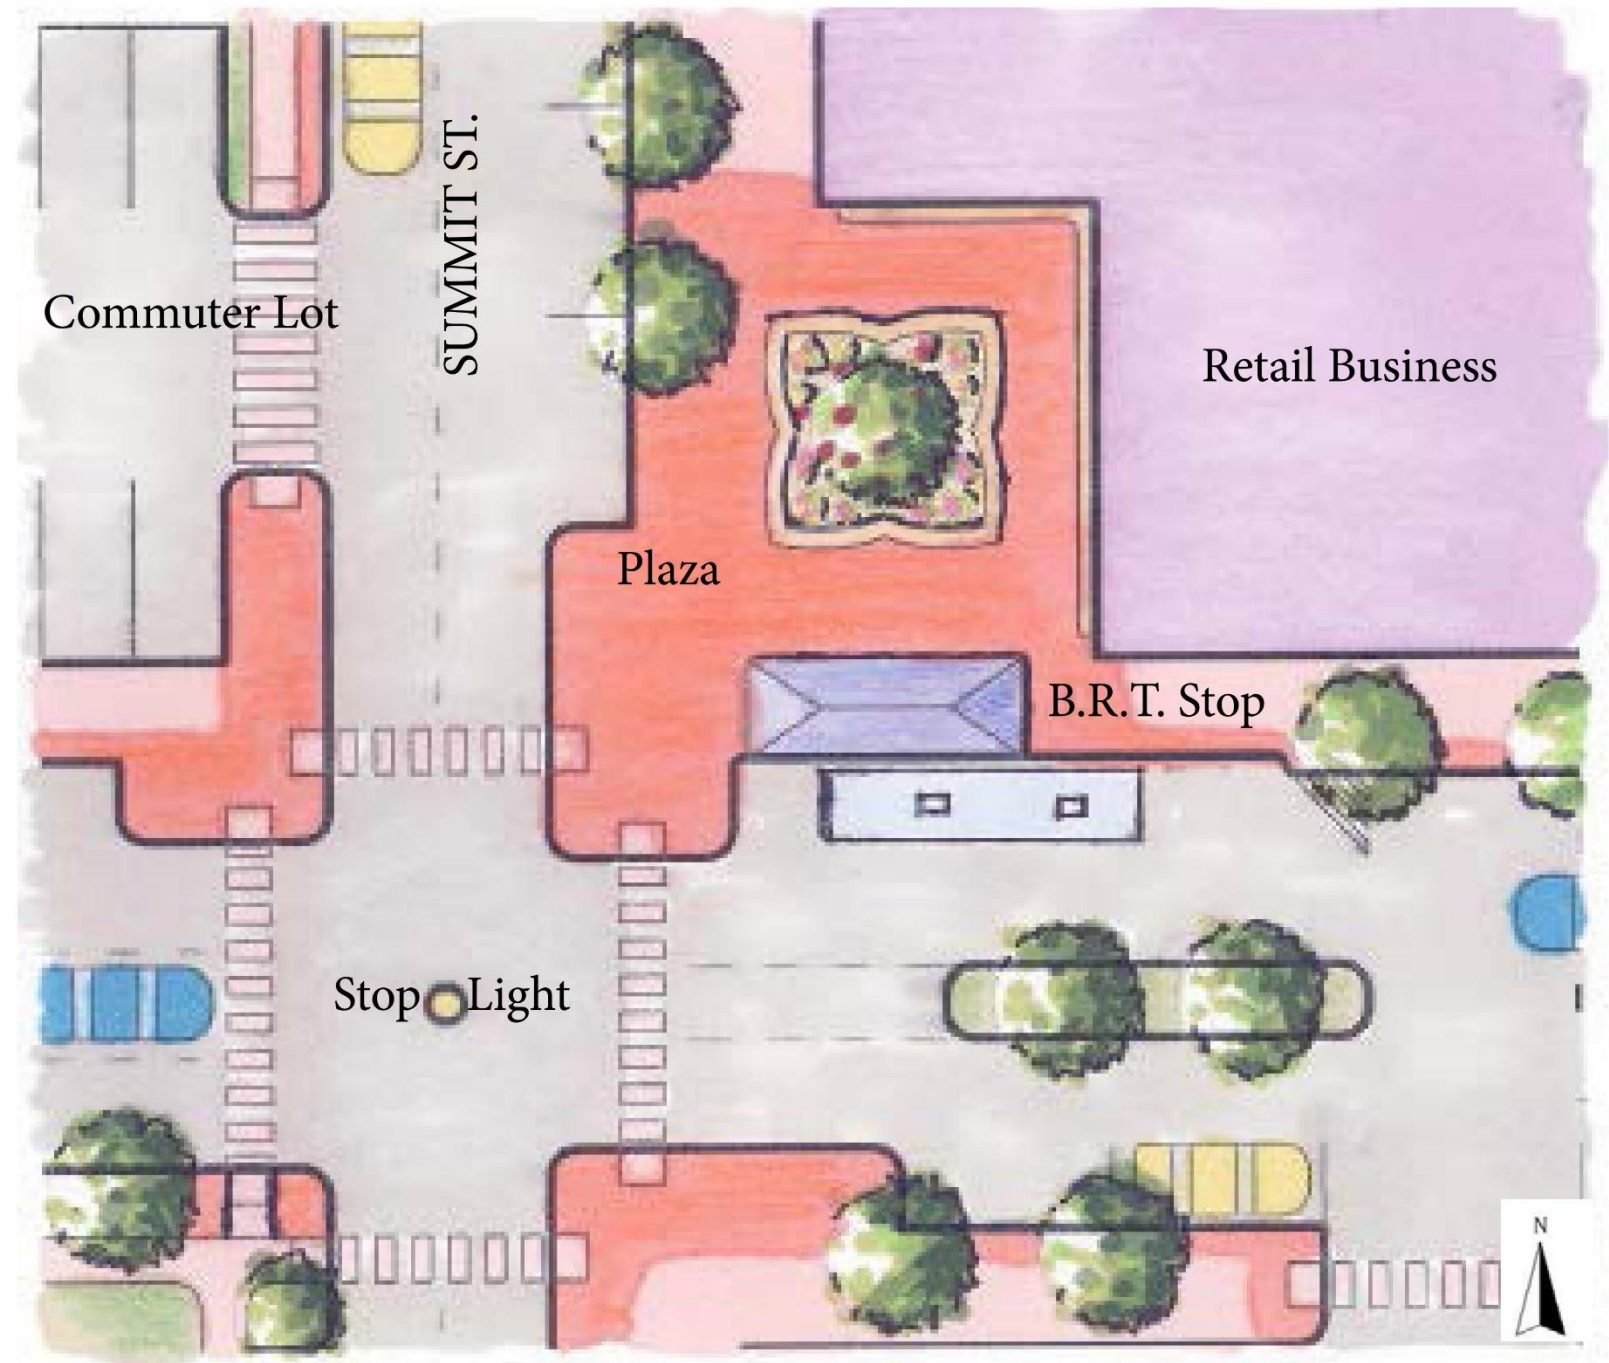 SUMMIT ST.
Commuter Lot
Retail Business
Plaza
B.R.T. Stop
Stop Light
N